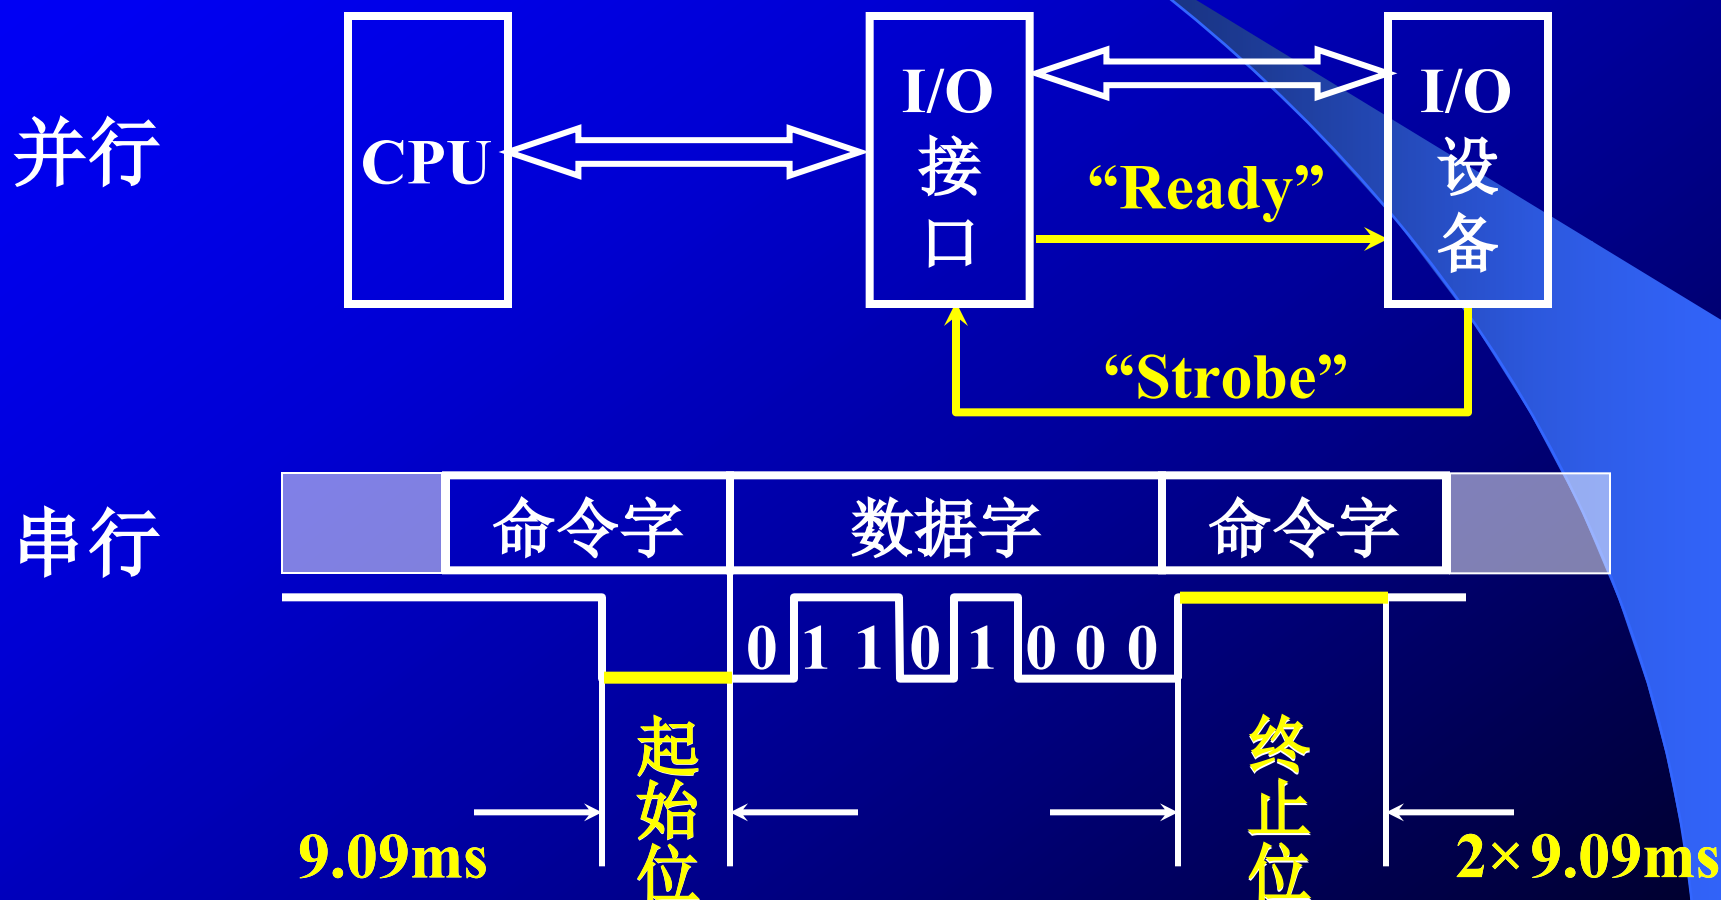 并行
CPU
I/O
接
口
I/O
设
备
“Ready”
“Strobe”
串行
命令字
数据字
命令字
0 1 1 0 1 0 0 0
起
始
位
终
止
位
9.09ms
2×9.09ms